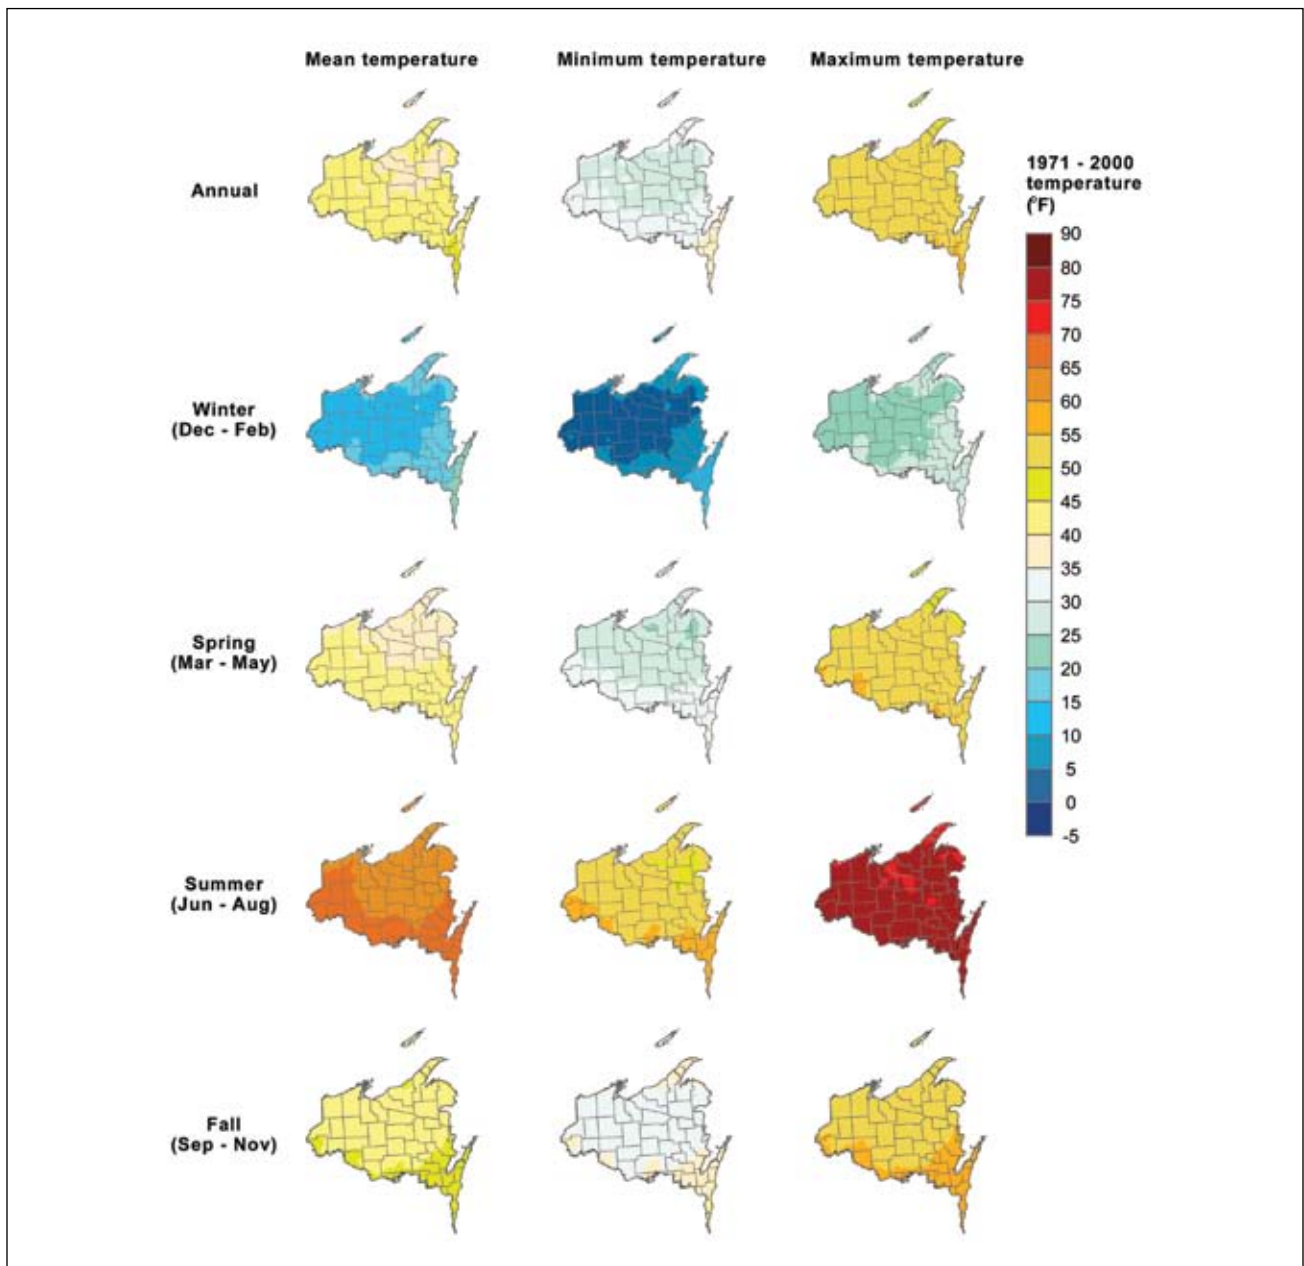 Mean temperature Minimum temperature Maximum temperature
Annual
1971 - 2000
temperature
(°F)
90
80
75
70
65
60
55
50
45
40
35
30
25
20
15
10
5
0
-5
Winter
(Dec - Feb)
Spring
(Mar - May)
Summer
(Jun - Aug)
Fall
(Sep - Nov)